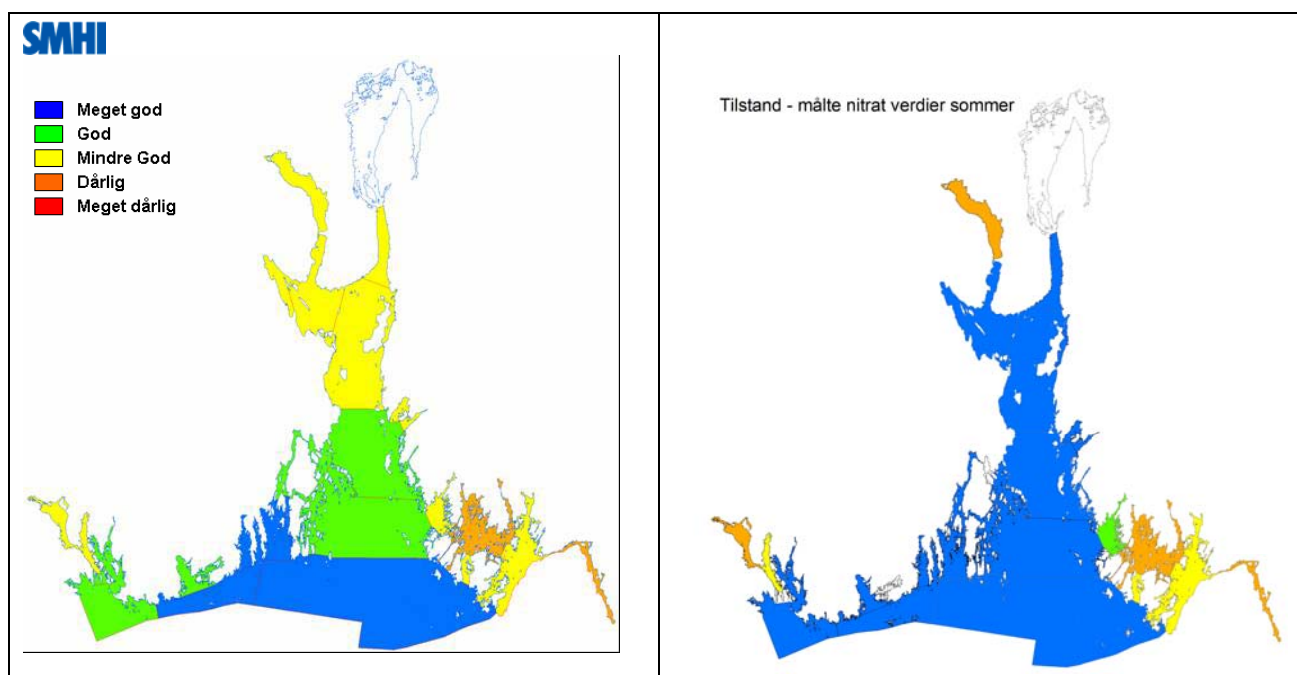 SMHI
Meget god
God
Mindre God
Dårlig
Meget dårlig
Tilstand - målte nitrat verdier sommer